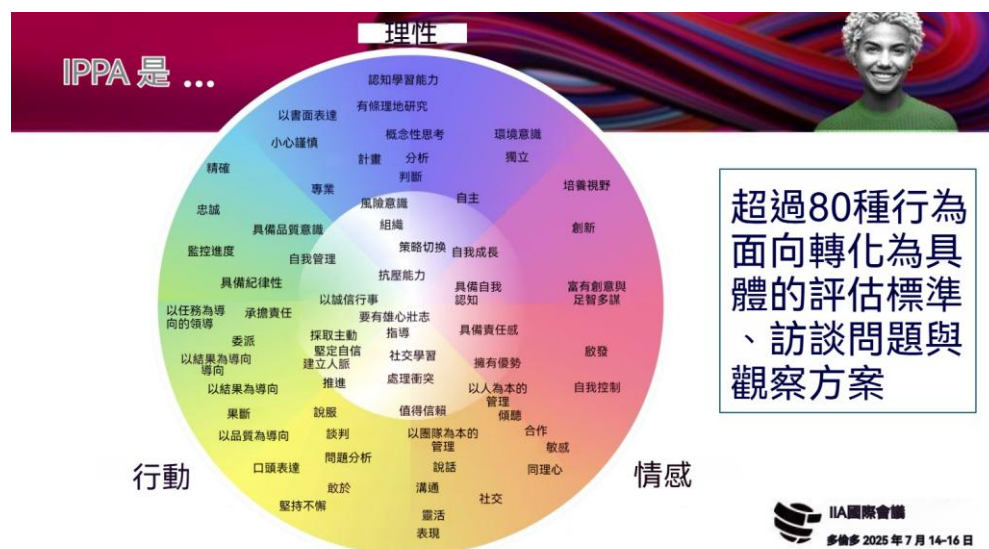 理性
IPPA 是 ...
認知學習能力
有條理地研究
以書面表達
概念性思考
環境意識
小心謹慎
計畫
分析
獨立
精確
判斷
培養視野
專業
自主
忠誠
風險意識
創新
具備品質意識
組織
監控進度
策略切換
自我成長
自我管理
抗壓能力
具備紀律性
具備自我
認知
富有創意與
足智多謀
以誠信行事
以任務為導
向的領導
承擔責任
要有雄心壯志
採取主動
指導
具備責任感
委派
堅定自信
社交學習
啟發
以結果為導向
導向
建立人脈
擁有優勢
推進
處理衝突
以結果為導向
以人為本的
管理
自我控制
果斷
說服
值得信賴
傾聽
以品質為導向
談判
以團隊為本的
管理
合作
敏感
口頭表達
問題分析
說話
同理心
敢於
溝通
社交
堅持不懈
靈活
表現
行動
情感
超過80種行為
面向轉化為具
體的評估標準
、訪談問題與
觀察方案
IIA國際會議
多倫多 2025 年 7 月 14-16 日